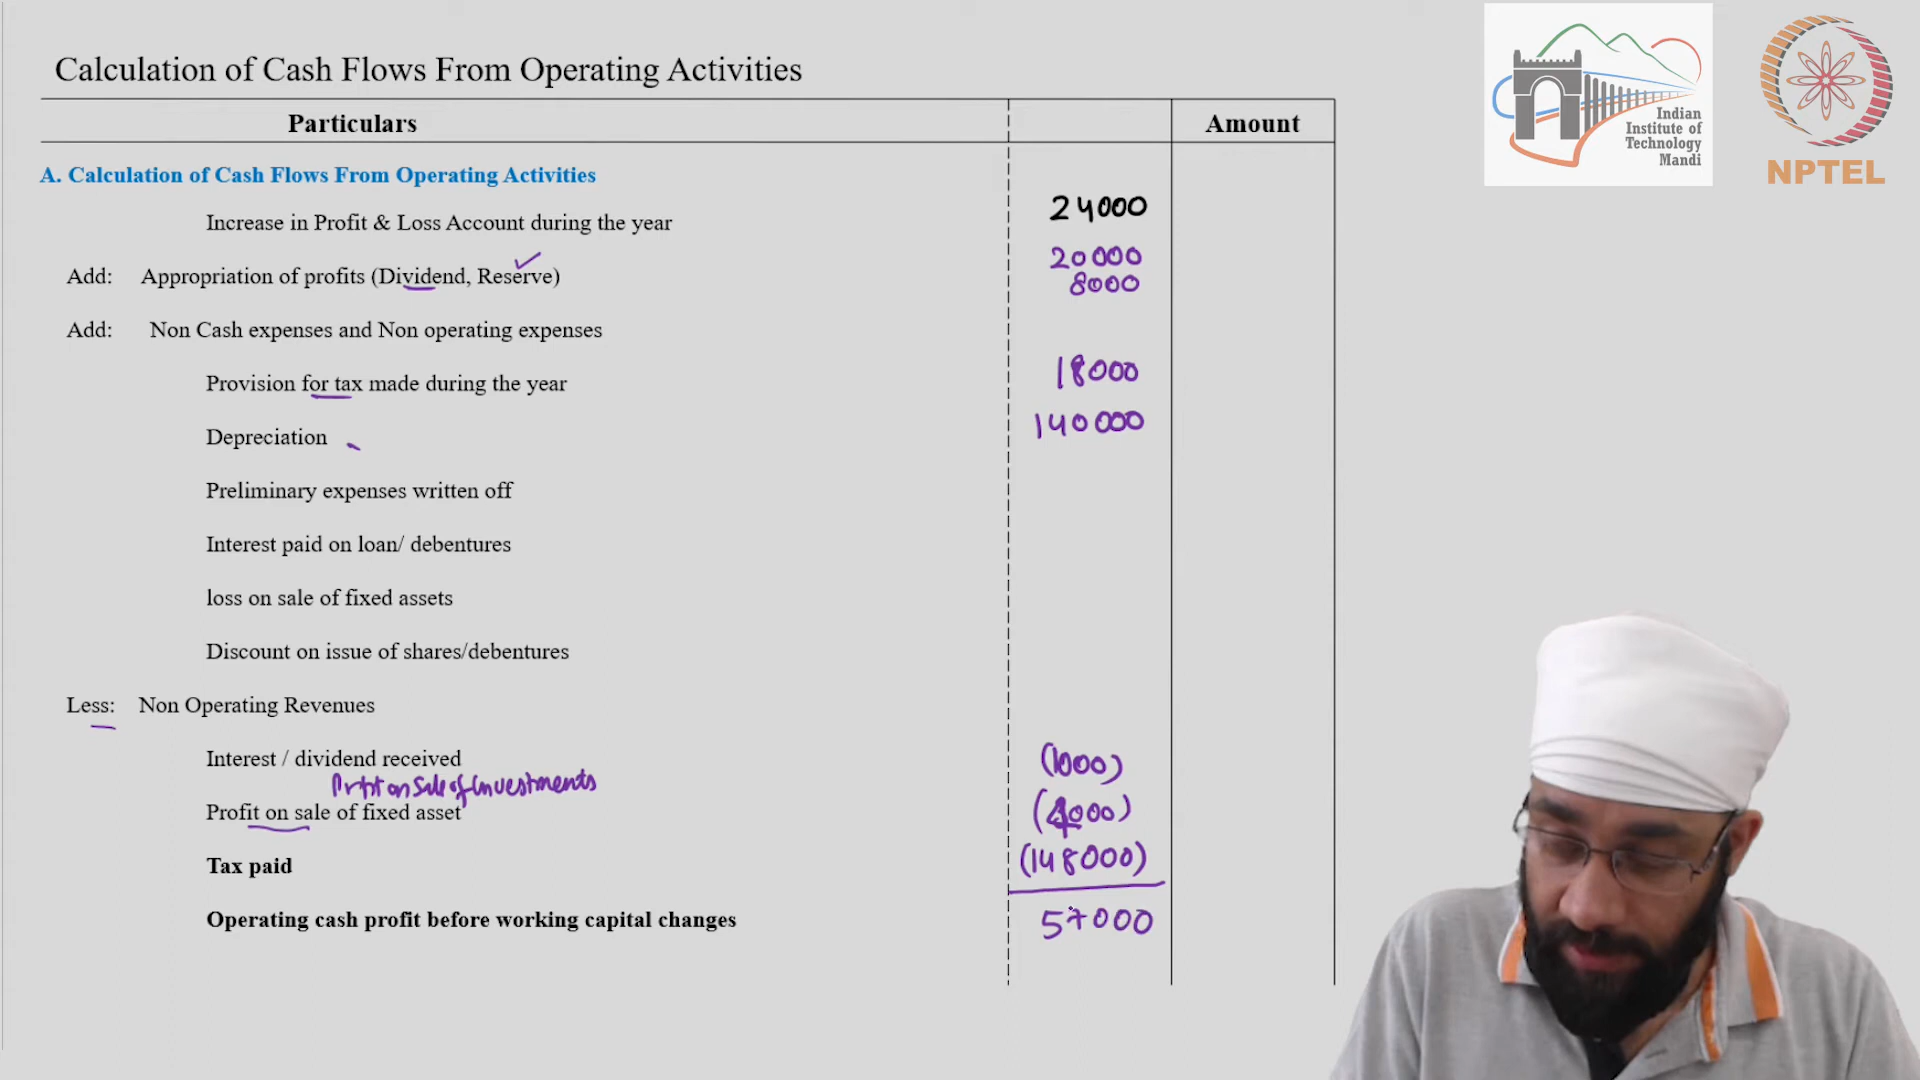 Calculation of Cash Flows From Operating Activities
Particulars Amount
A. Calculation of Cash Flows From Operating Activities
Increase in Profit & Loss Account during the year 24000
Add: Appropriation of profits (Dividend, Reserve) 20000
8000
Add: Non Cash expenses and Non operating expenses
Provision for tax made during the year 18000
Depreciation 140000
Preliminary expenses written off
Interest paid on loan/ debentures
loss on sale of fixed assets
Discount on issue of shares/debentures
Less: Non Operating Revenues
Interest / dividend received (1000)
Profit on Sale of Investments
Profit on sale of fixed asset (4000)
Tax paid (148000)
Operating cash profit before working capital changes 57000
Indian
Institute of
Technology
Mandi
NPTEL